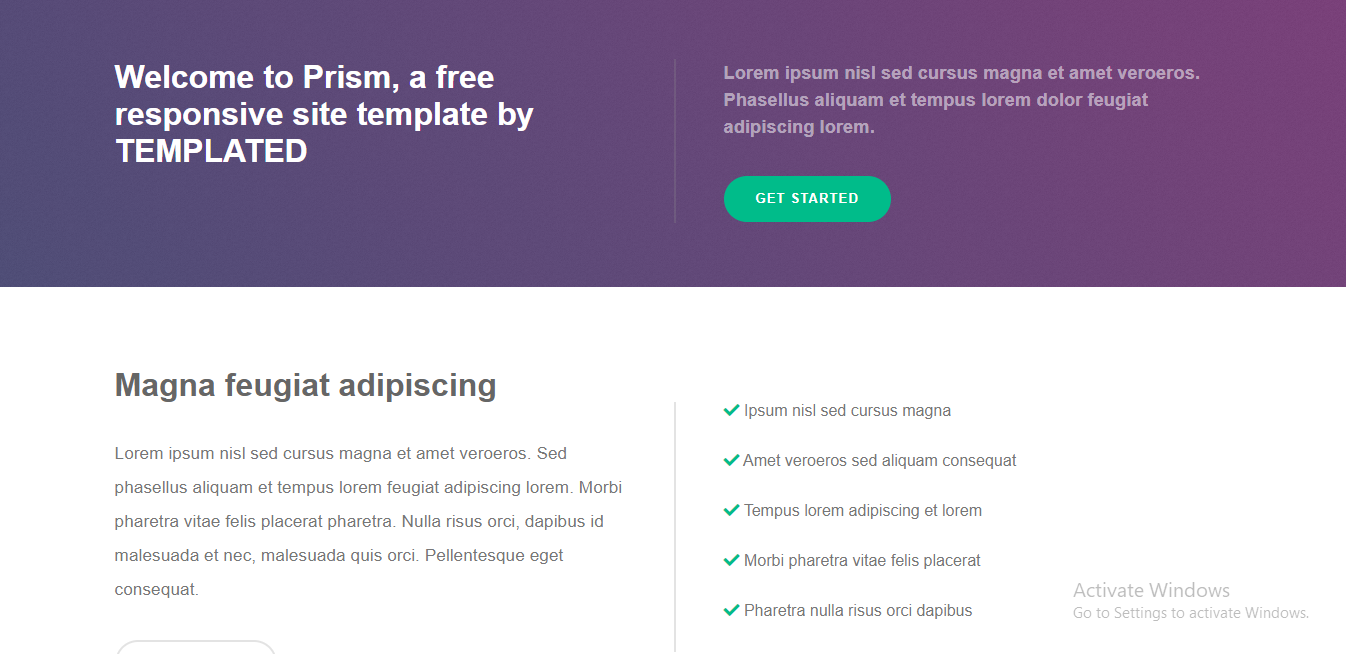 Welcome to Prism, a free
responsive site template by
TEMPLATED
Lorem ipsum nisl sed cursus magna et amet veroeros.
Phasellus aliquam et tempus lorem dolor feugiat
adipiscing lorem.
GET STARTED
Magna feugiat adipiscing
Lorem ipsum nisl sed cursus magna et amet veroeros. Sed
phasellus aliquam et tempus lorem feugiat adipiscing lorem. Morbi
pharetra vitae felis placerat pharetra. Nulla risus orci, dapibus id
malesuada et nec, malesuada quis orci. Pellentesque eget
consequat.
Ipsum nisl sed cursus magna
Amet veroeros sed aliquam consequat
Tempus lorem adipiscing et lorem
Morbi pharetra vitae felis placerat
Pharetra nulla risus orci dapibus
Activate Windows
Go to Settings to activate Windows.